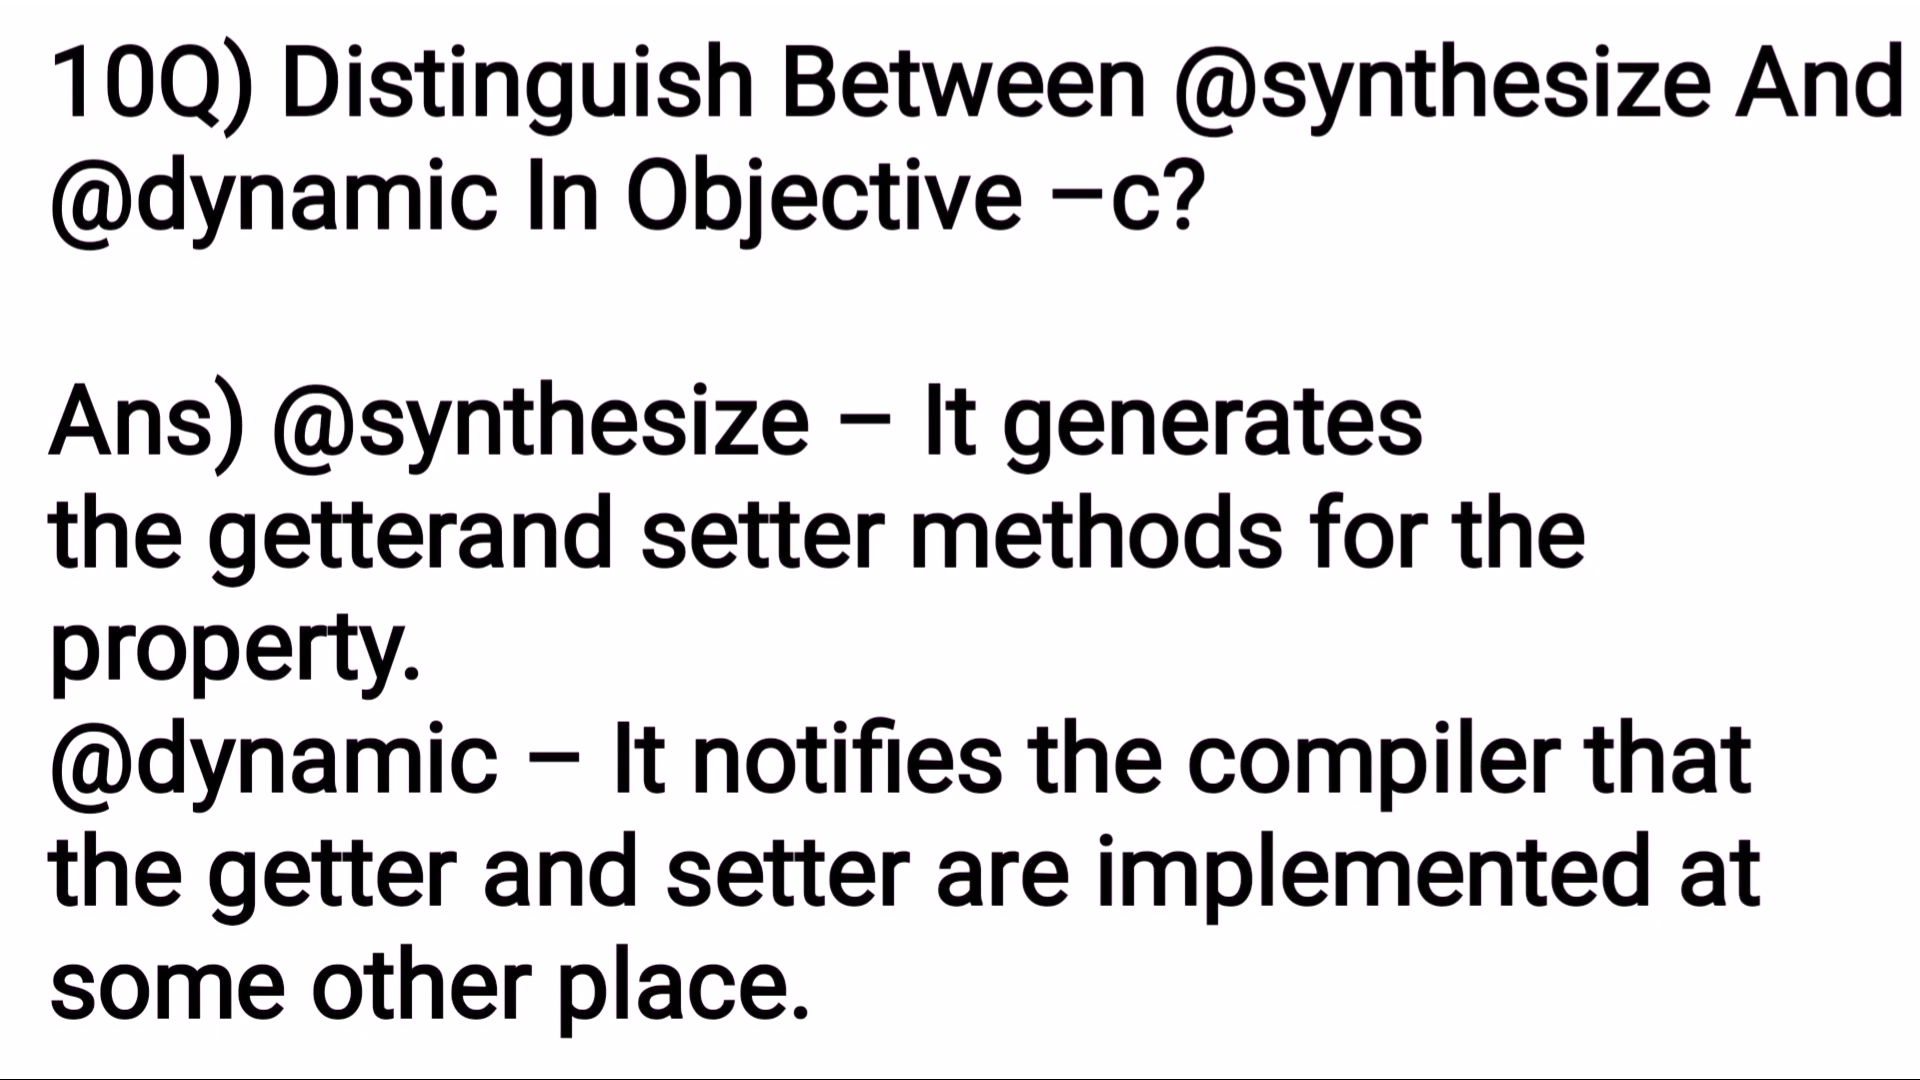 10Q) Distinguish Between @synthesize And
@dynamic In Objective –c?
Ans) @synthesize – It generates
the getterand setter methods for the
property.
@dynamic – It notifies the compiler that
the getter and setter are implemented at
some other place.